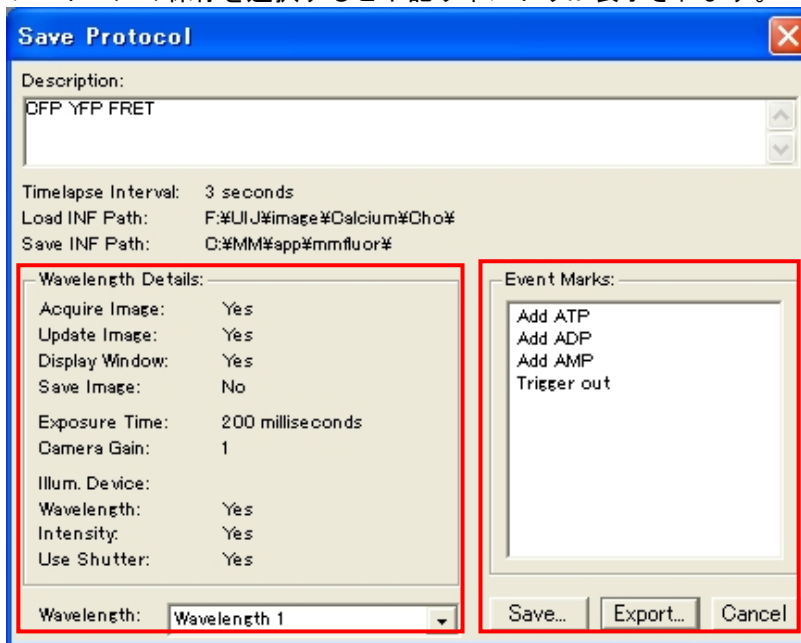 Save Protocol
Description:
CFP YFP FRET
Timelapse Interval: 3 seconds
Load INF Path: F:¥UIJ¥image¥Calcium¥Cho¥
Save INF Path: C:¥MM¥app¥mmfluor¥
Wavelength Details:
Acquire Image: Yes
Update Image: Yes
Display Window: Yes
Save Image: No
Exposure Time: 200 milliseconds
Camera Gain: 1
Illum. Device:
Wavelength: Yes
Intensity: Yes
Use Shutter: Yes
Wavelength: Wavelength 1
Event Marks:
Add ATP
Add ADP
Add AMP
Trigger out
Save... Export... Cancel